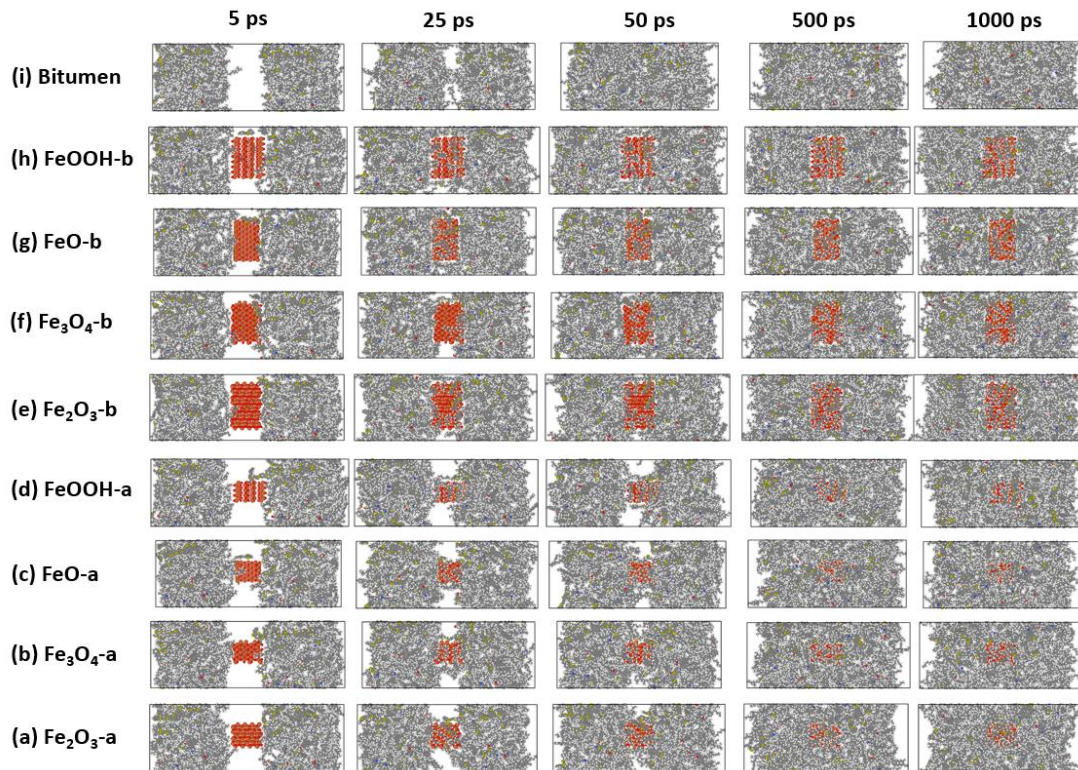 5 ps 25 ps 50 ps 500 ps 1000 ps
(i) Bitumen
(h) FeOOH-b
(g) FeO-b
(f) Fe₃O₄-b
(e) Fe₂O₃-b
(d) FeOOH-a
(c) FeO-a
(b) Fe₃O₄-a
(a) Fe₂O₃-a